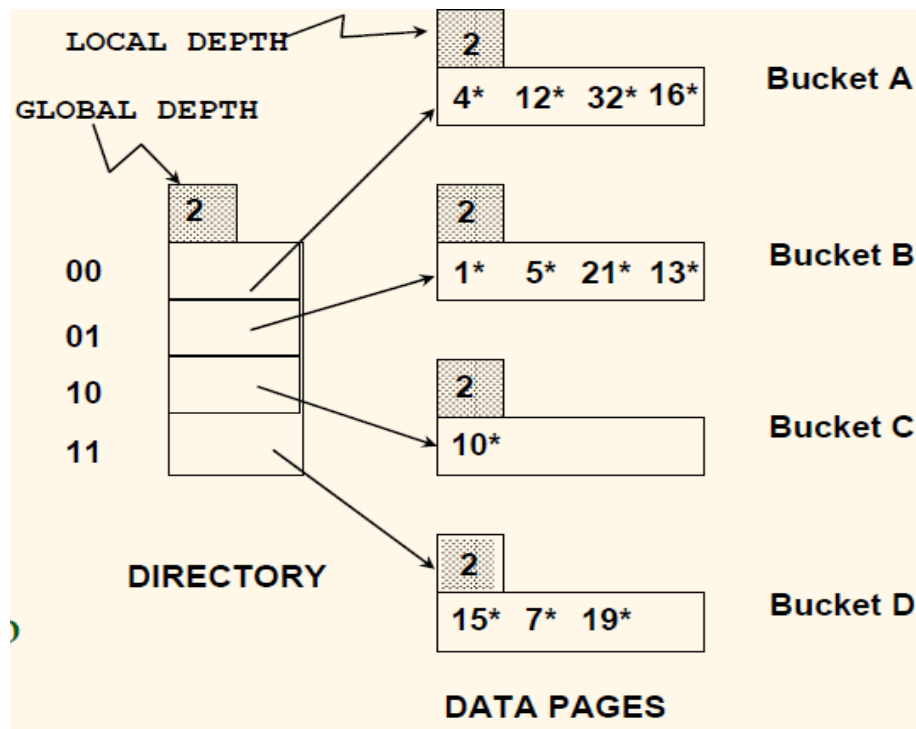 LOCAL DEPTH
2
Bucket A
4* 12* 32* 16*
GLOBAL DEPTH
2
2
Bucket B
00
1* 5* 21* 13*
01
2
10
Bucket C
10*
11
2
DIRECTORY
Bucket D
15* 7* 19*
DATA PAGES